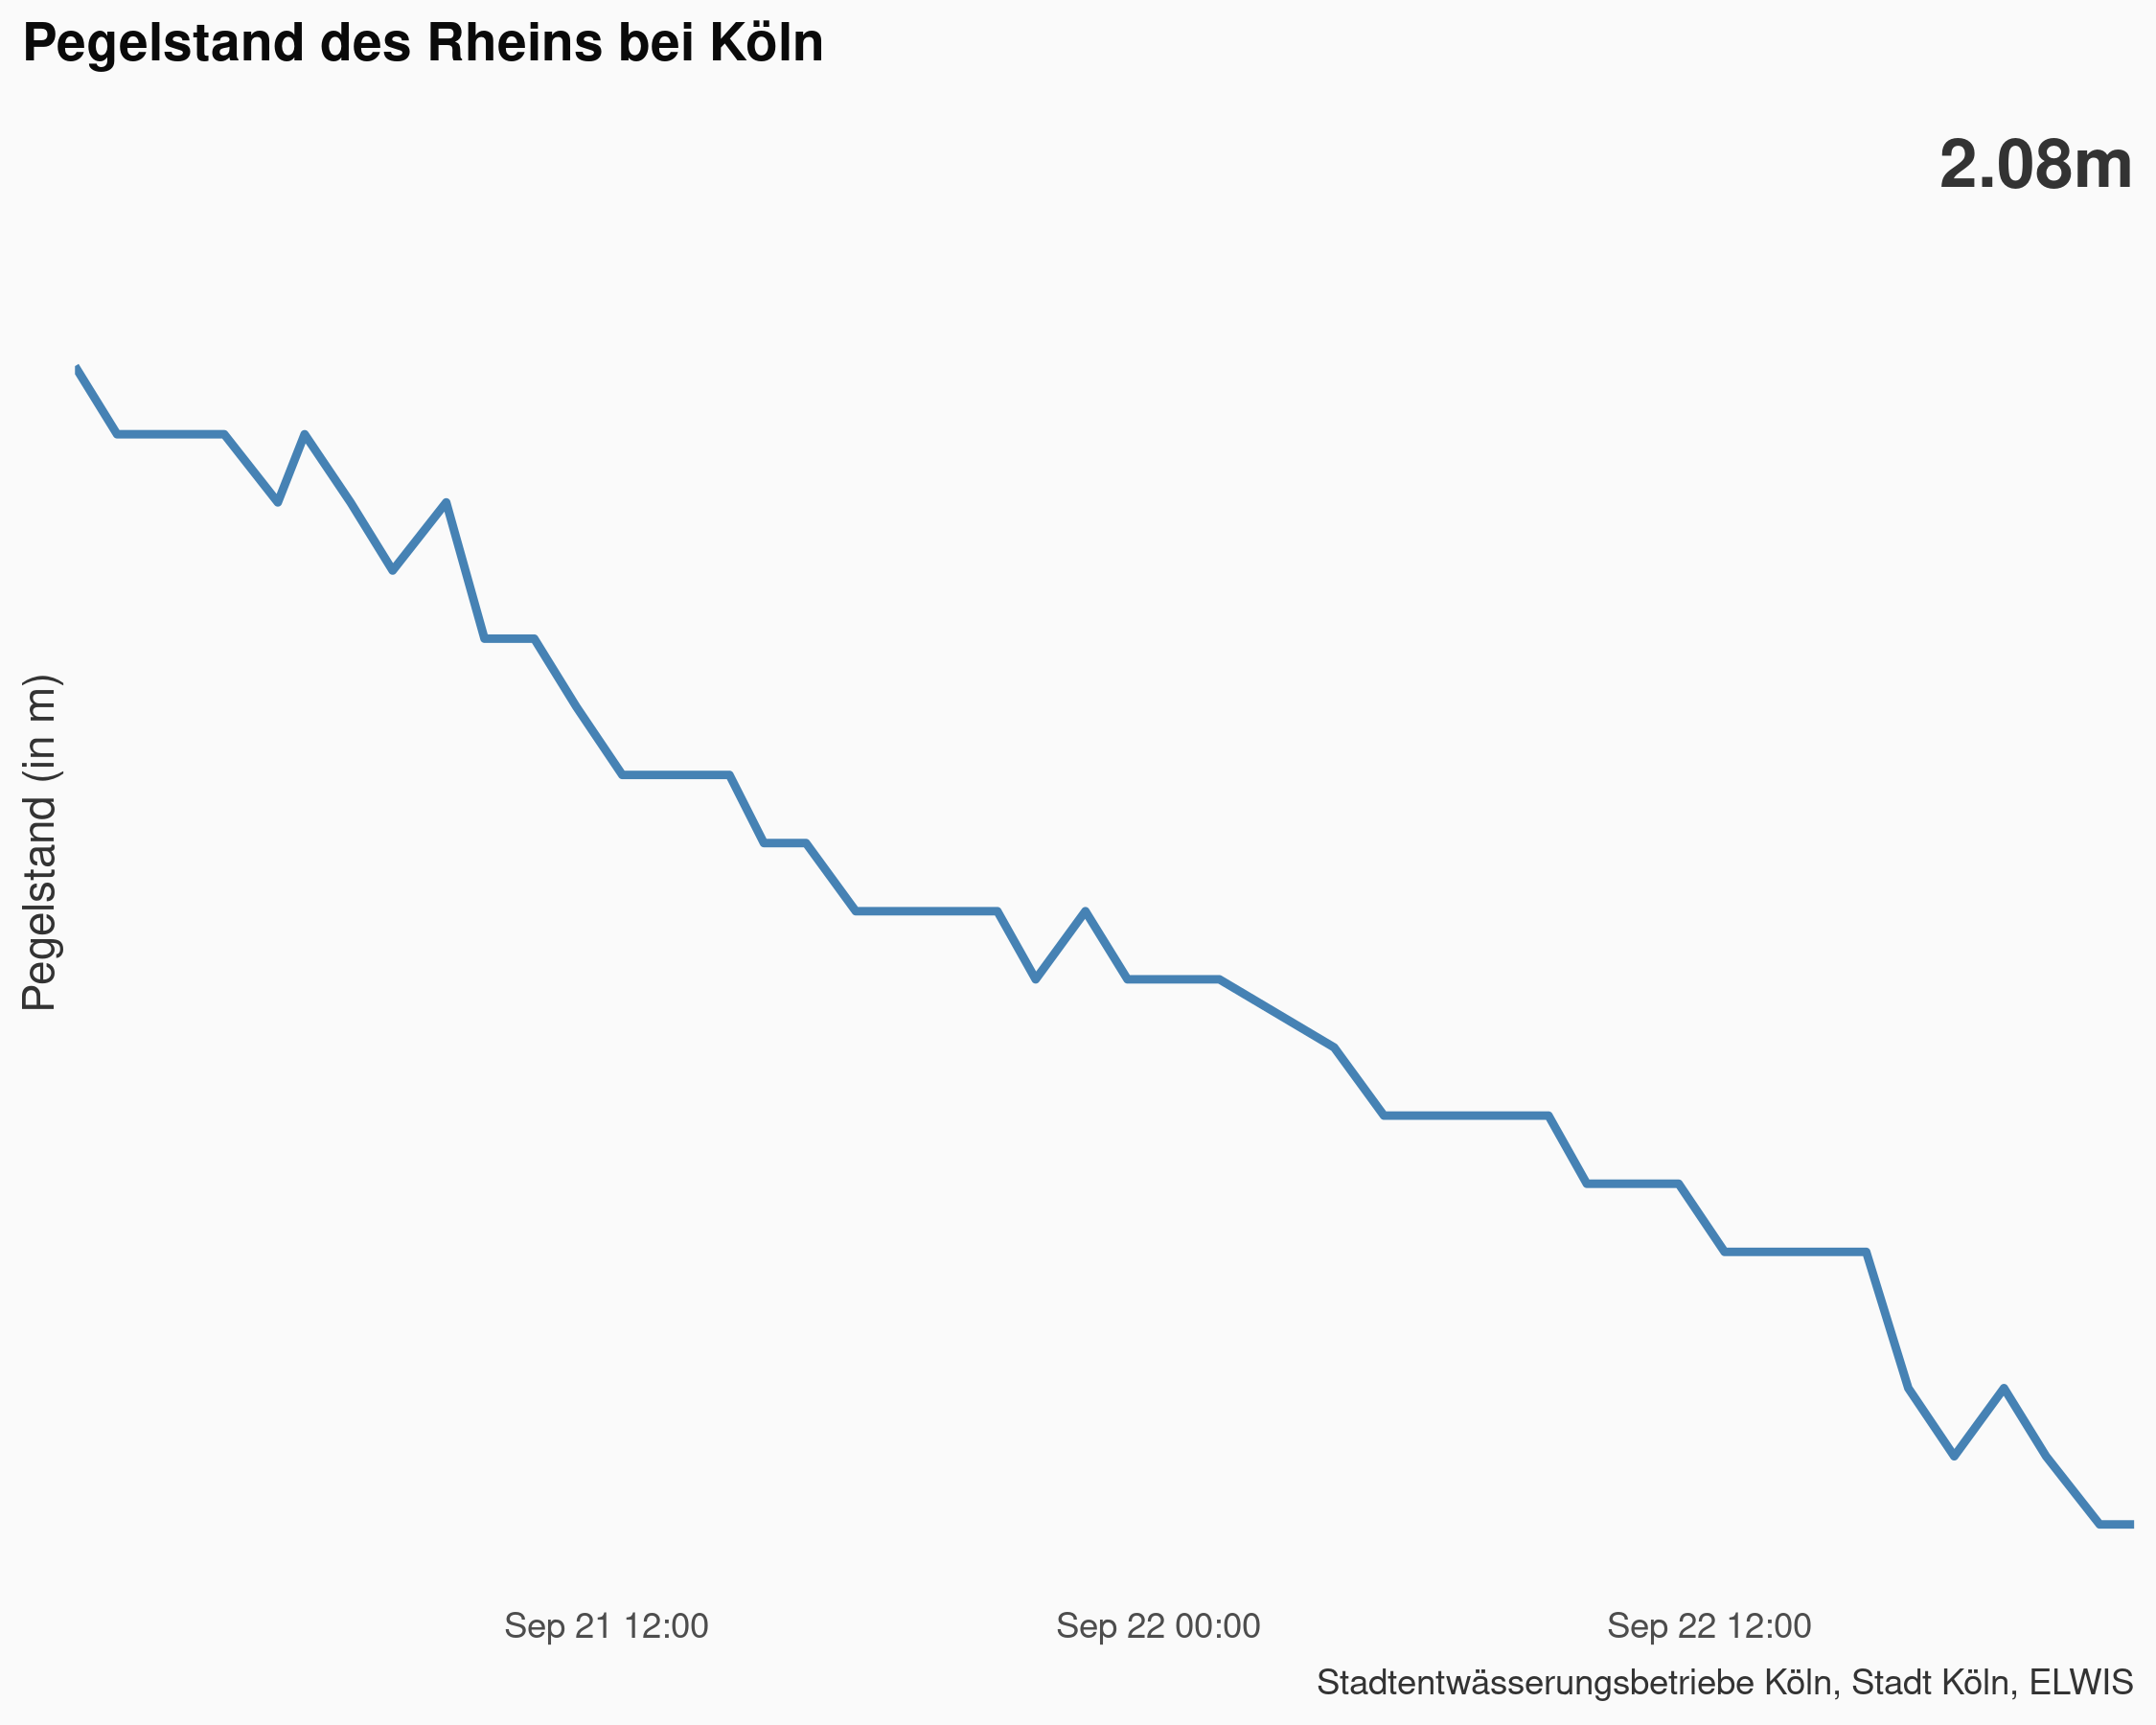 Pegelstand des Rheins bei Köln
2.08m
Pegelstand (in m)
Sep 21 12:00
Sep 22 00:00
Sep 22 12:00
Stadtentwässerungsbetriebe Köln, Stadt Köln, ELWIS